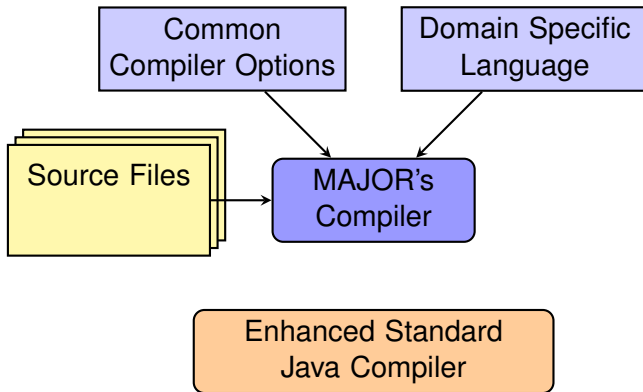 Common
Compiler Options
Domain Specific
Language
Source Files
MAJOR's
Compiler
Enhanced Standard
Java Compiler